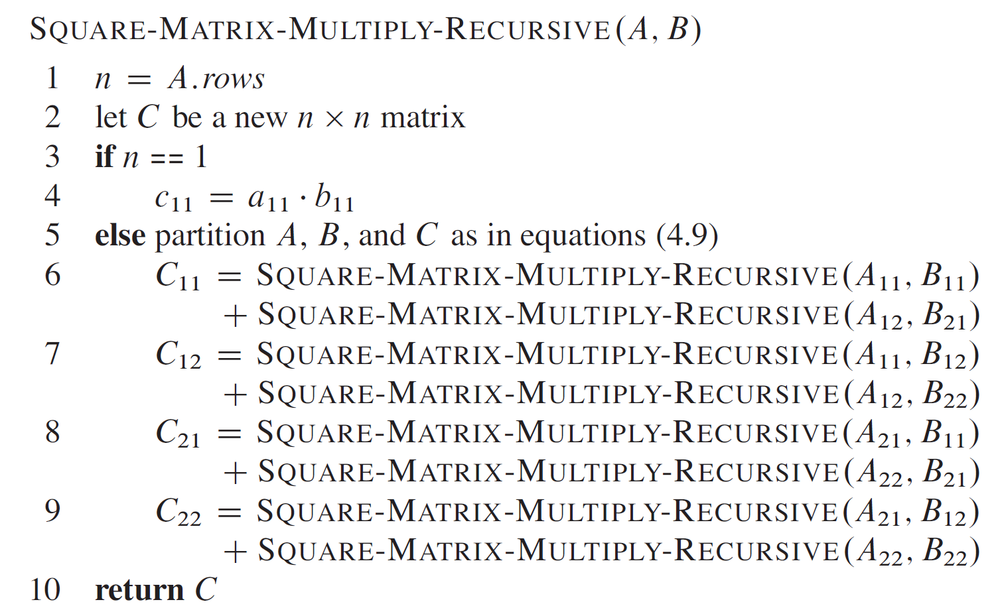 SQUARE-MATRIX-MULTIPLY-RECURSIVE(A, B)
1 n = A.rows
2 let C be a new n × n matrix
3 if n == 1
4 c₁₁ = a₁₁ · b₁₁
5 else partition A, B, and C as in equations (4.9)
6 C₁₁ = SQUARE-MATRIX-MULTIPLY-RECURSIVE(A₁₁, B₁₁)
+ SQUARE-MATRIX-MULTIPLY-RECURSIVE(A₁₂, B₂₁)
7 C₁₂ = SQUARE-MATRIX-MULTIPLY-RECURSIVE(A₁₁, B₁₂)
+ SQUARE-MATRIX-MULTIPLY-RECURSIVE(A₁₂, B₂₂)
8 C₂₁ = SQUARE-MATRIX-MULTIPLY-RECURSIVE(A₂₁, B₁₁)
+ SQUARE-MATRIX-MULTIPLY-RECURSIVE(A₂₂, B₂₁)
9 C₂₂ = SQUARE-MATRIX-MULTIPLY-RECURSIVE(A₂₁, B₁₂)
+ SQUARE-MATRIX-MULTIPLY-RECURSIVE(A₂₂, B₂₂)
10 return C